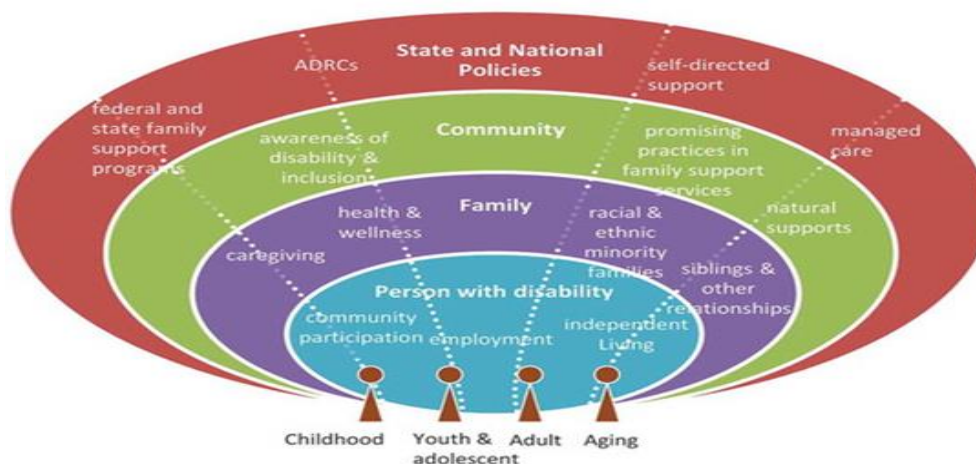 State and National
Policies
ADRCs
self-directed
support
federal and
state family
support
programs
managed
care
Community
awareness of
disability &
inclusion
promising
practices in
family support
services
natural
supports
Family
health &
wellness
racial &
ethnic
minority
families
caregiving
siblings &
other
relationships
Person with disability
community
participation
employment
independent
Living
Childhood
Youth &
adolescent
Adult
Aging